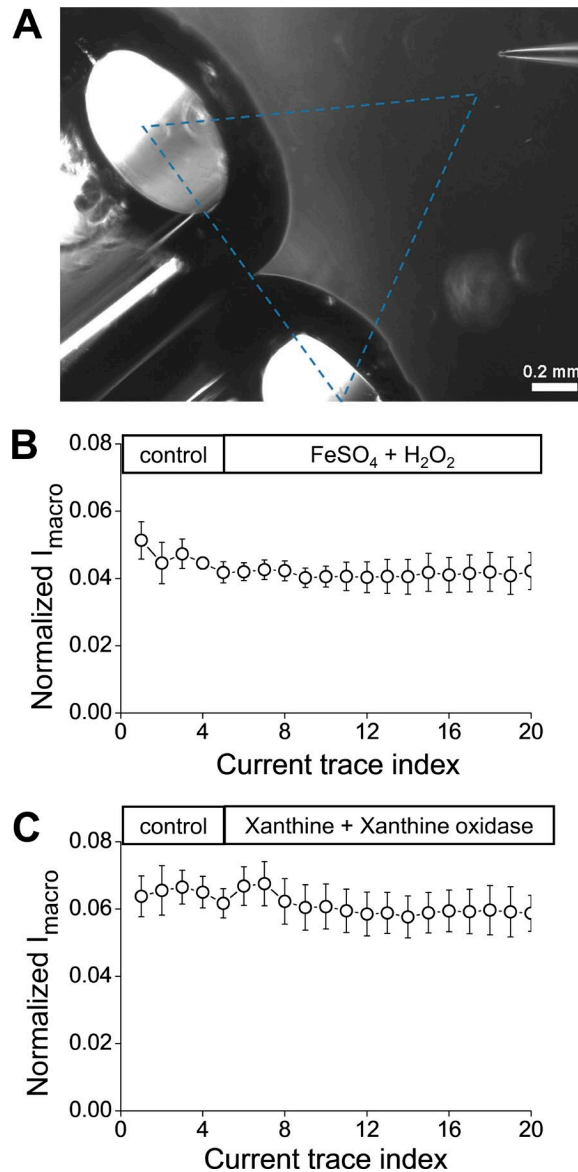 A
0.2 mm
B
control FeSO₄ + H₂O₂
Normalized Iₘₐcᵣₒ
0.08
0.06
0.04
0.02
0.00
0 4 8 12 16 20
Current trace index
C
control Xanthine + Xanthine oxidase
Normalized Iₘₐcᵣₒ
0.08
0.06
0.04
0.02
0.00
0 4 8 12 16 20
Current trace index